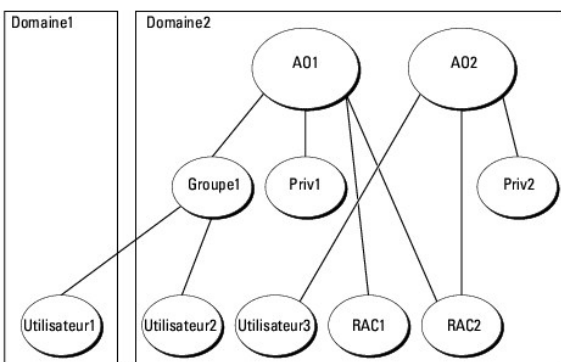 Domaine1
Domaine2
AO1
AO2
Groupe1
Priv1
Priv2
Utilisateur1
Utilisateur2
Utilisateur3
RAC1
RAC2